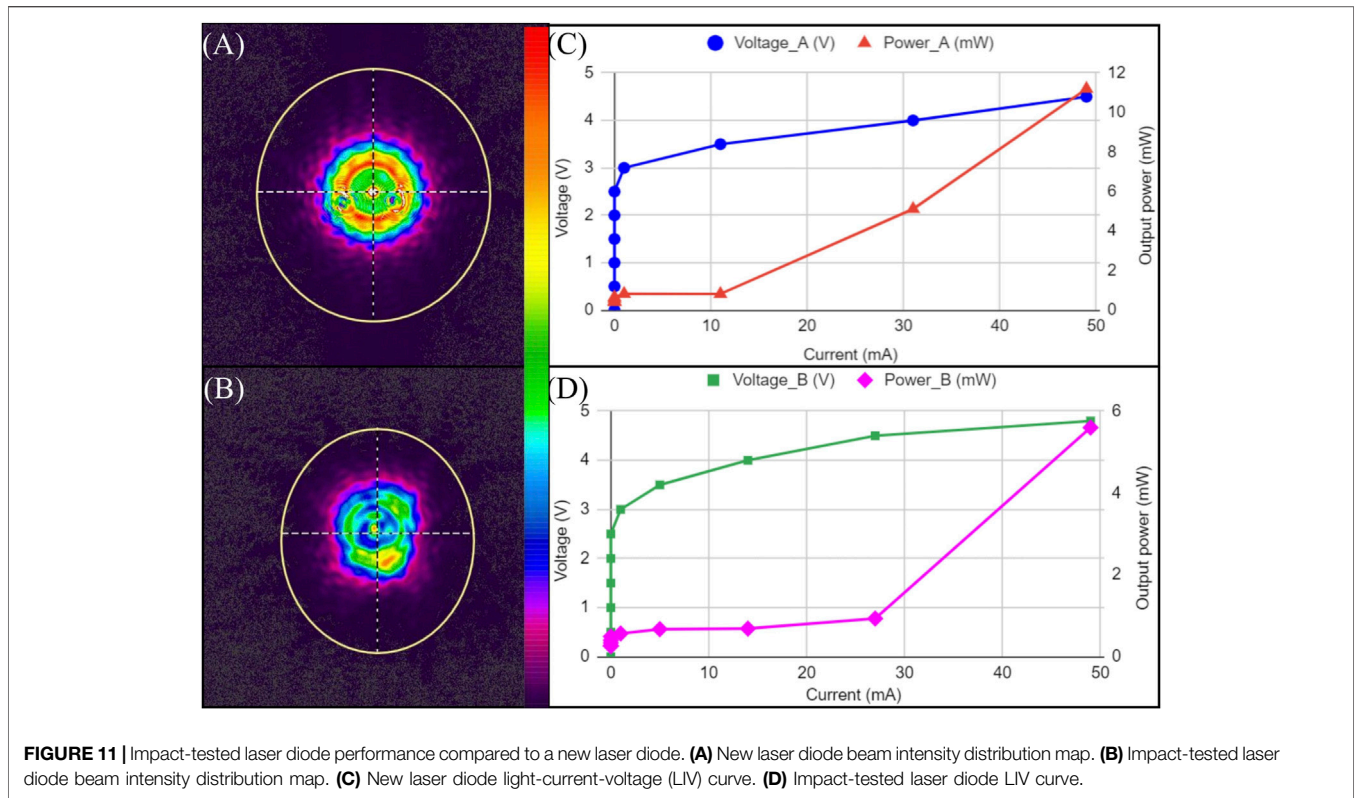 (A)
(B)
(C)
Voltage_A (V) Power_A (mW)
5
4
3
2
1
0
Voltage (V)
12
10
8
6
4
2
0
Output power (mW)
0 10 20 30 40 50
Current (mA)
(D)
Voltage_B (V) Power_B (mW)
5
4
3
2
1
0
Voltage (V)
6
4
2
0
Output power (mW)
0 10 20 30 40 50
Current (mA)
FIGURE 11 | Impact-tested laser diode performance compared to a new laser diode. (A) New laser diode beam intensity distribution map. (B) Impact-tested laser
diode beam intensity distribution map. (C) New laser diode light-current-voltage (LIV) curve. (D) Impact-tested laser diode LIV curve.